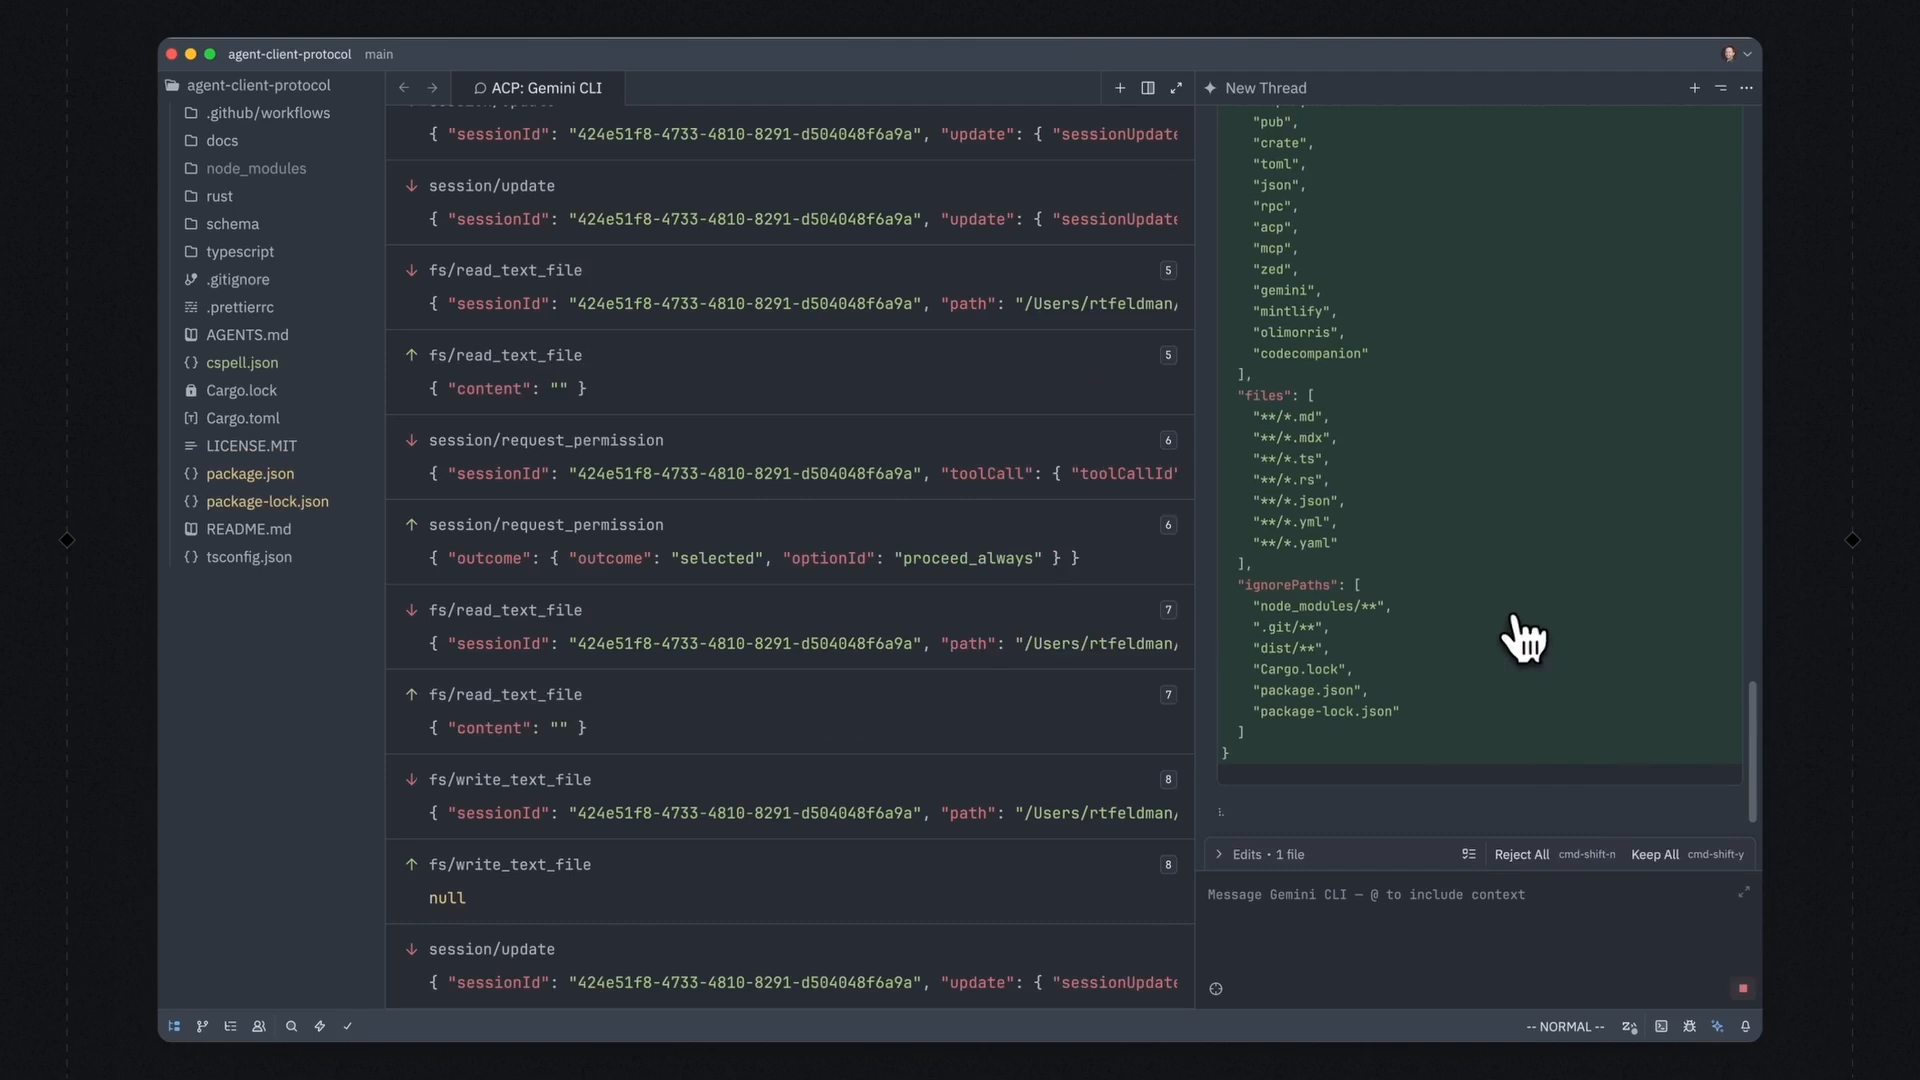 agent-client-protocol main
agent-client-protocol
.github/workflows
docs
node_modules
rust
schema
typescript
.gitignore
.prettierrc
AGENTS.md
cspell.json
Cargo.lock
Cargo.toml
LICENSE.MIT
package.json
package-lock.json
README.md
tsconfig.json
ACP: Gemini CLI
session/update
{ "sessionId": "424e51f8-4733-4810-8291-d504048f6a9a", "update": { "sessionUpdate
session/update
{ "sessionId": "424e51f8-4733-4810-8291-d504048f6a9a", "update": { "sessionUpdate
fs/read_text_file 5
{ "sessionId": "424e51f8-4733-4810-8291-d504048f6a9a", "path": "/Users/rtfeldman/
fs/read_text_file 5
{ "content": "" }
session/request_permission 6
{ "sessionId": "424e51f8-4733-4810-8291-d504048f6a9a", "toolCall": { "toolCallId"
session/request_permission 6
{ "outcome": { "outcome": "selected", "optionId": "proceed_always" } }
fs/read_text_file 7
{ "sessionId": "424e51f8-4733-4810-8291-d504048f6a9a", "path": "/Users/rtfeldman/
fs/read_text_file 7
{ "content": "" }
fs/write_text_file 8
{ "sessionId": "424e51f8-4733-4810-8291-d504048f6a9a", "path": "/Users/rtfeldman/
fs/write_text_file 8
null
session/update
{ "sessionId": "424e51f8-4733-4810-8291-d504048f6a9a", "update": { "sessionUpdate
New Thread
"pub",
"crate",
"toml",
"json",
"rpc",
"acp",
"mcp",
"zed",
"gemini",
"mintlify",
"olimorris",
"codecompanion"
],
"files": [
"**/*.md",
"**/*.mdx",
"**/*.ts",
"**/*.rs",
"**/*.json",
"**/*.yml",
"**/*.yaml"
],
"ignorePaths": [
"node_modules/**",
".git/**",
"dist/**",
"Cargo.lock",
"package.json",
"package-lock.json"
]
}
Edits • 1 file Reject All cmd-shift-n Keep All cmd-shift-y
Message Gemini CLI — @ to include context
-- NORMAL --